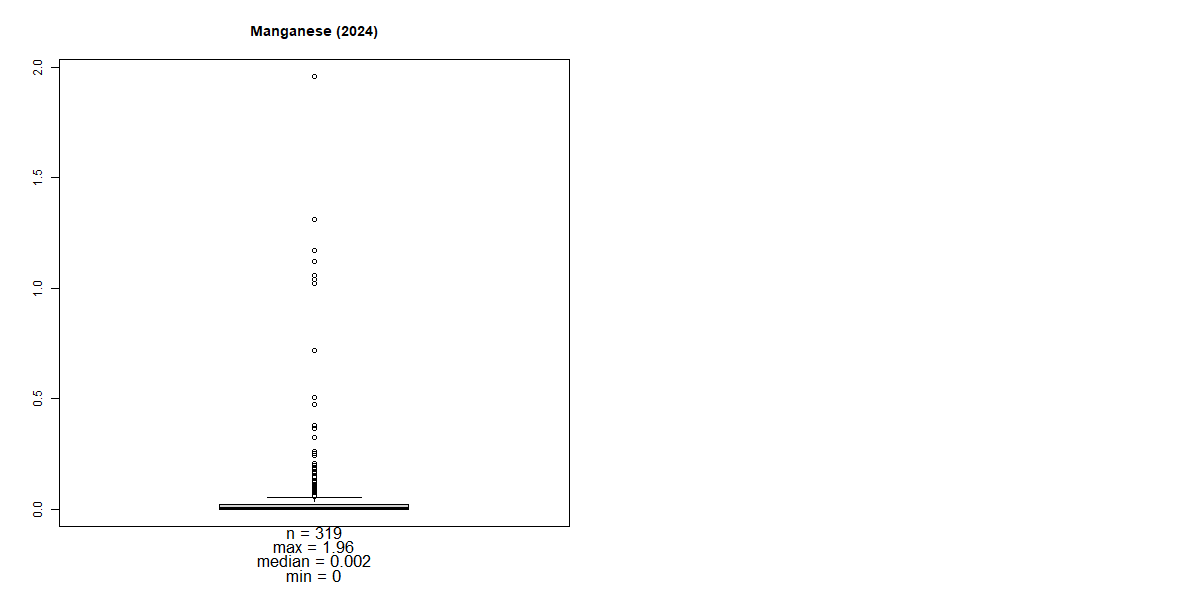 Manganese (2024)
2.0
1.5
1.0
0.5
0.0
n = 319
max = 1.96
median = 0.002
min = 0